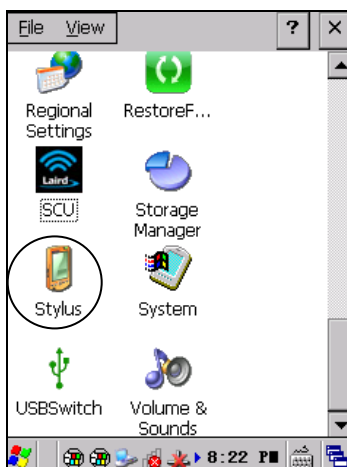 File View ? ×
Regional Settings
RestoreF...
Laird
SCU
Storage Manager
Stylus
System
USBSwitch
Volume & Sounds
8:22 PM